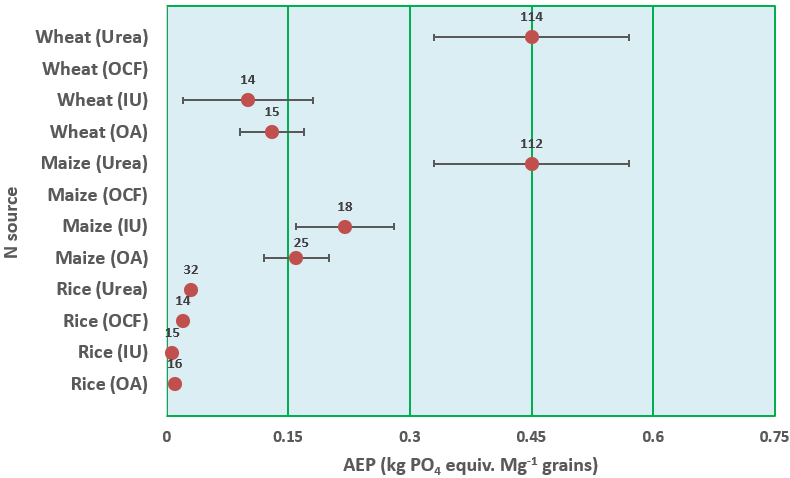 114
Wheat (Urea)
Wheat (OCF)
14
Wheat (IU)
15
Wheat (OA)
112
Maize (Urea)
Maize (OCF)
18
Maize (IU)
25
Maize (OA)
32
Rice (Urea)
14
Rice (OCF)
15
Rice (IU)
16
Rice (OA)
N source
0 0.15 0.3 0.45 0.6 0.75
AEP (kg PO₄ equiv. Mg⁻¹ grains)